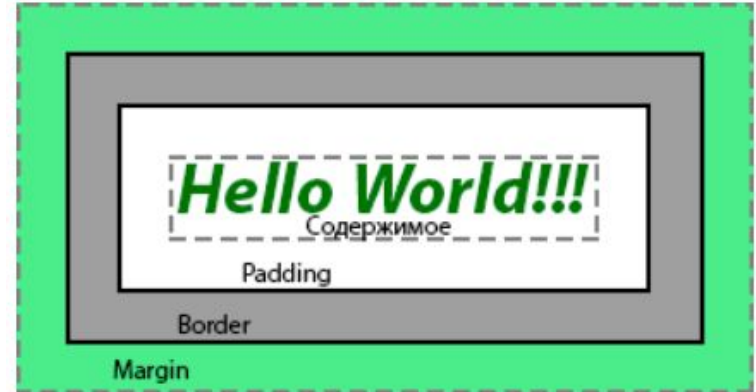 Hello World!!!
Содержимое
Padding
Border
Margin